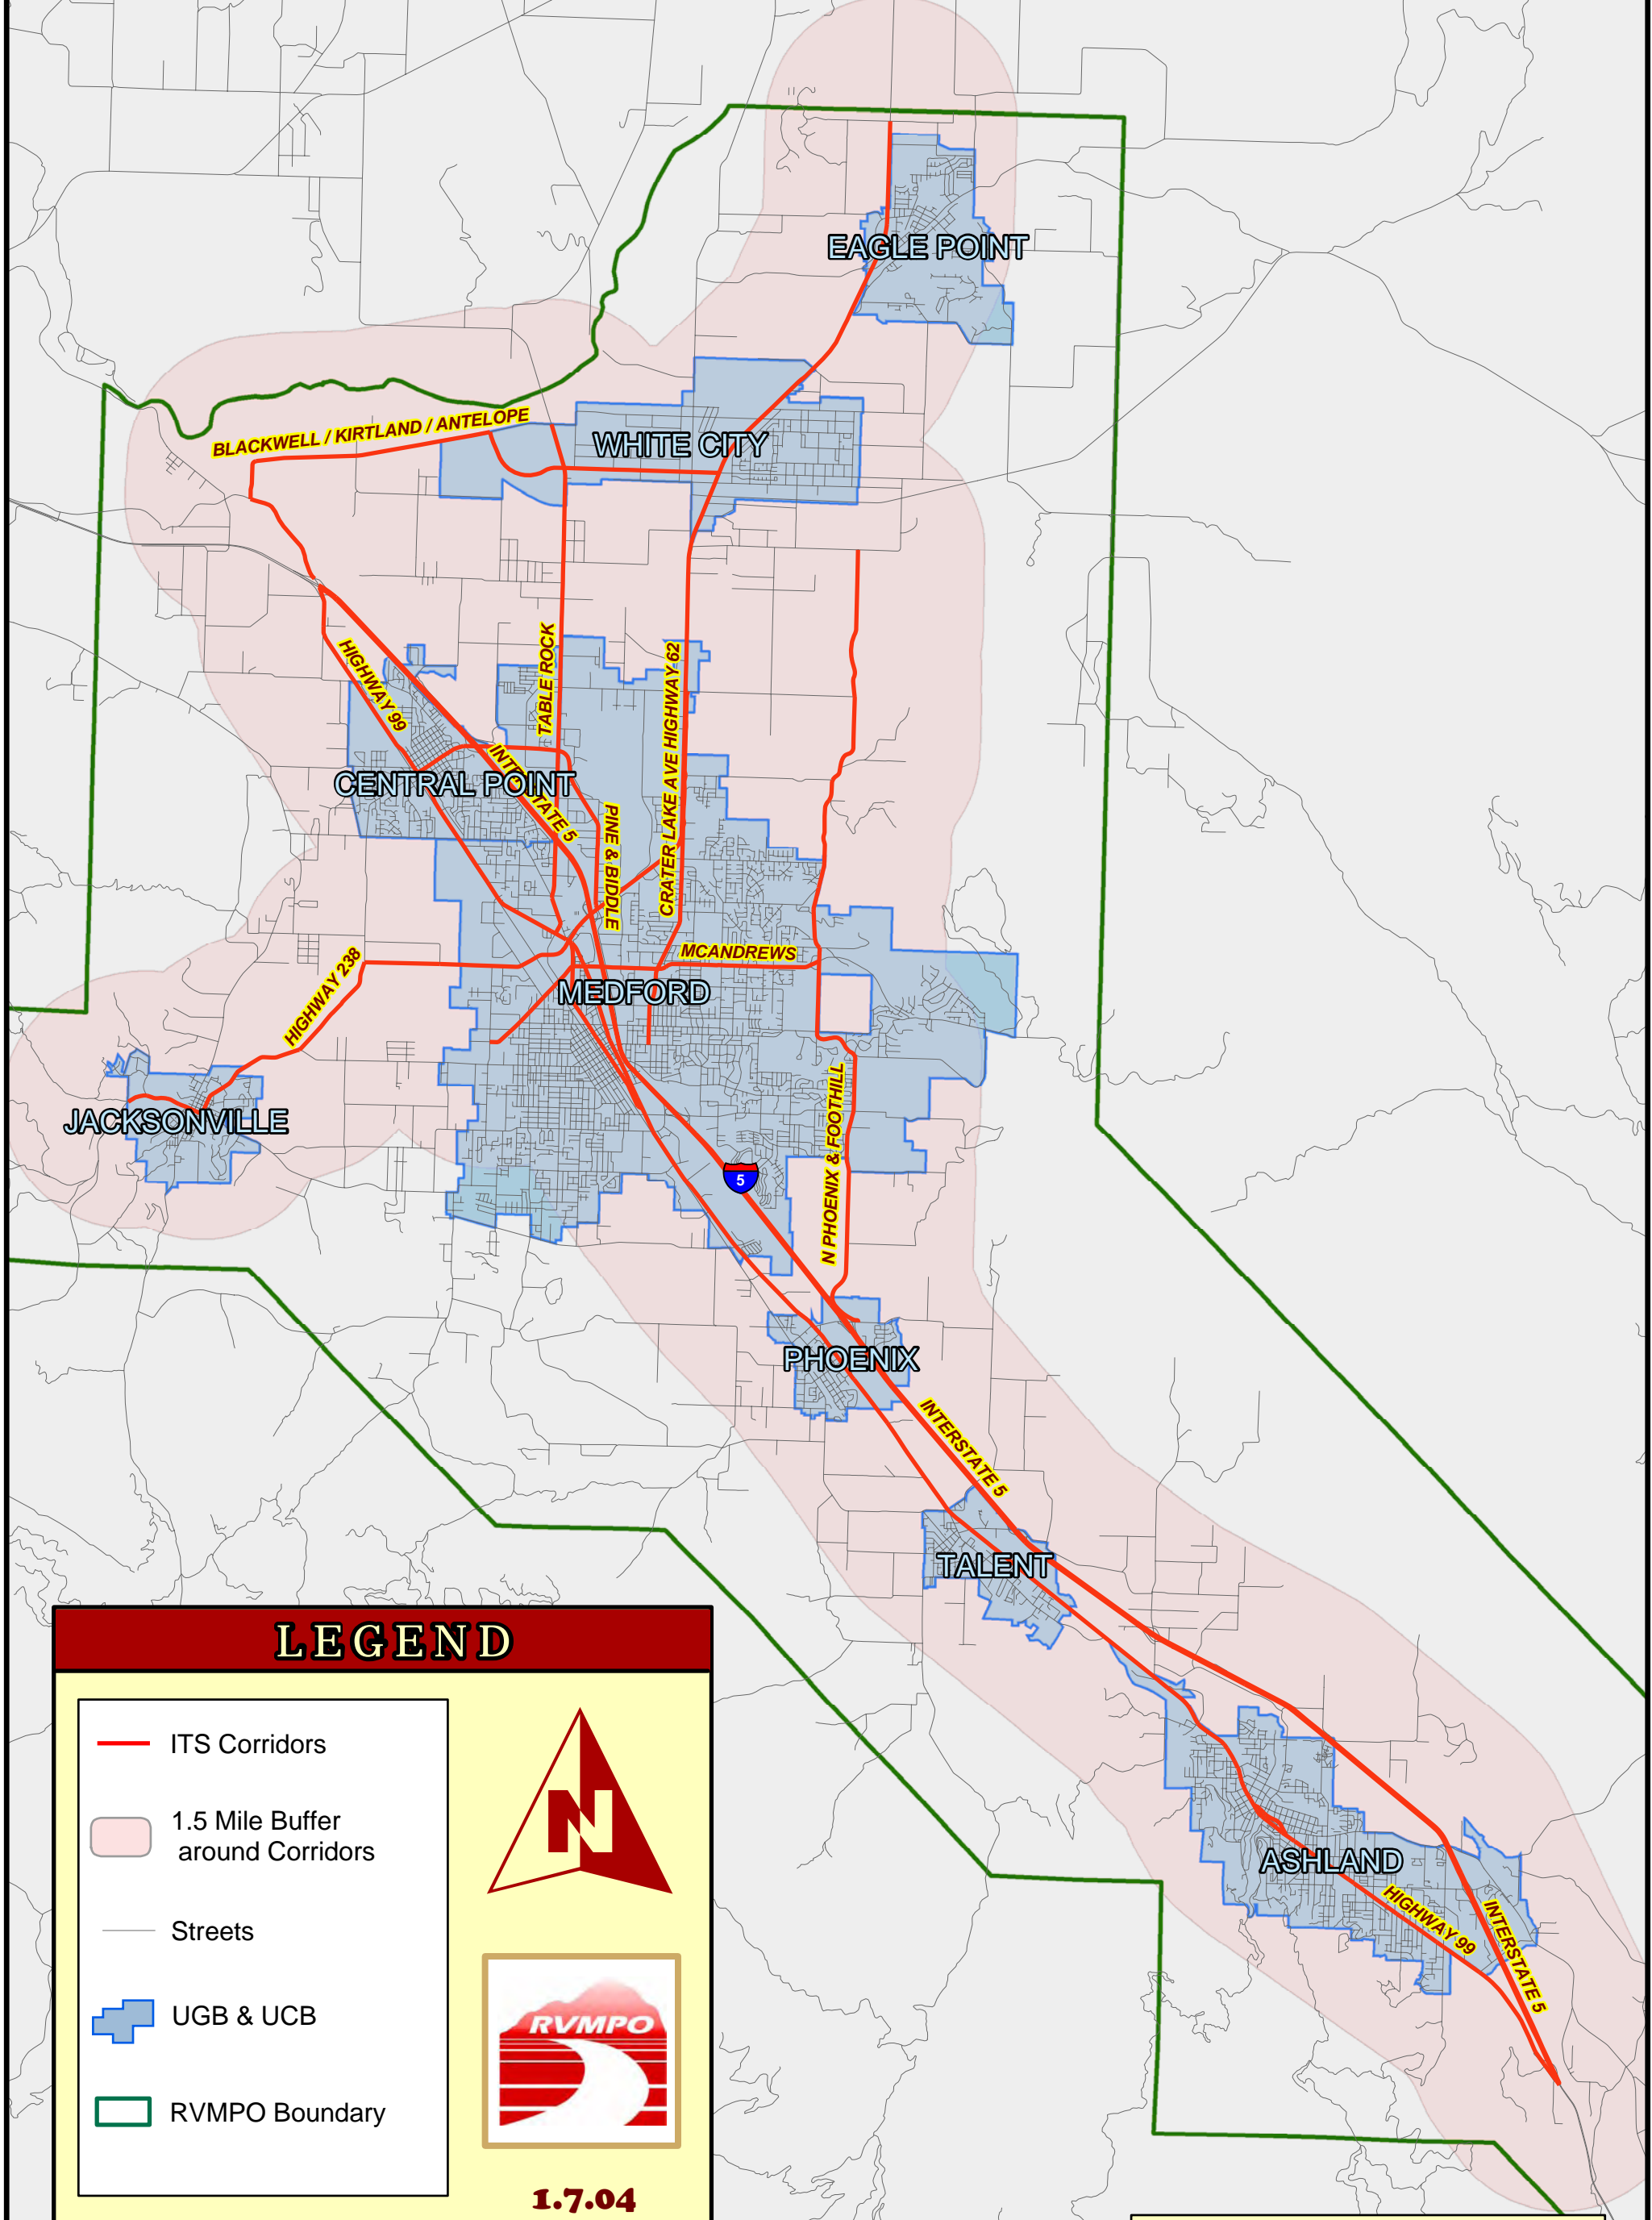 EAGLE POINT
BLACKWELL / KIRTLAND / ANTELOPE
WHITE CITY
HIGHWAY 99
TABLE ROCK
CRATER LAKE AVE HIGHWAY 62
CENTRAL POINT
INTERSTATE 5
PINE & BIDDLE
HIGHWAY 238
MCANDREWS
MEDFORD
JACKSONVILLE
N PHOENIX & FOOTHILL
5
PHOENIX
INTERSTATE 5
TALENT
ASHLAND
HIGHWAY 99
INTERSTATE 5
LEGEND
ITS Corridors
1.5 Mile Buffer
around Corridors
Streets
UGB & UCB
RVMPO Boundary
N
RVMPO
1.7.04